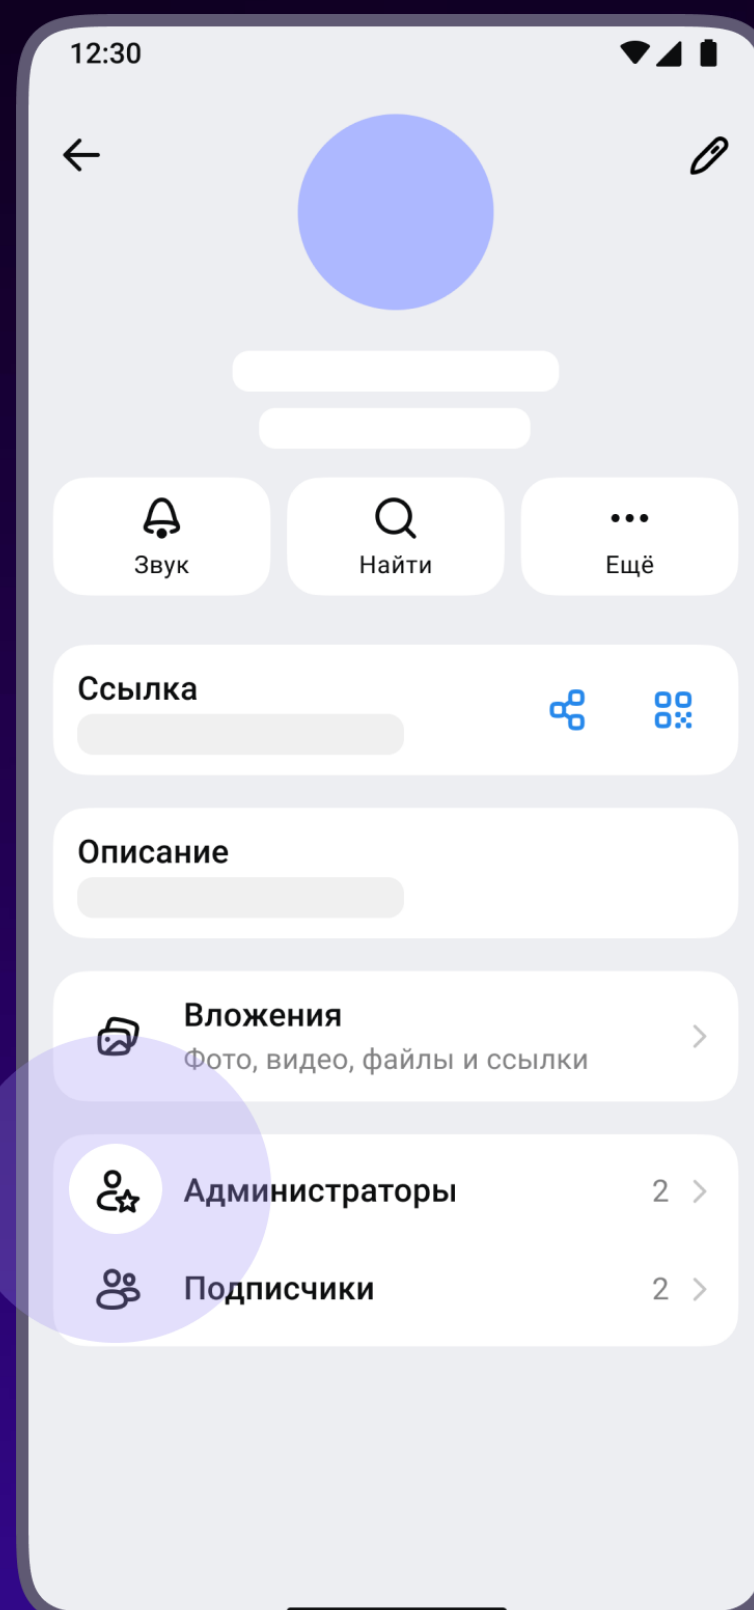 12:30
Звук
Найти
Ещё
Ссылка
Описание
Вложения
Фото, видео, файлы и ссылки
Администраторы 2
Подписчики 2